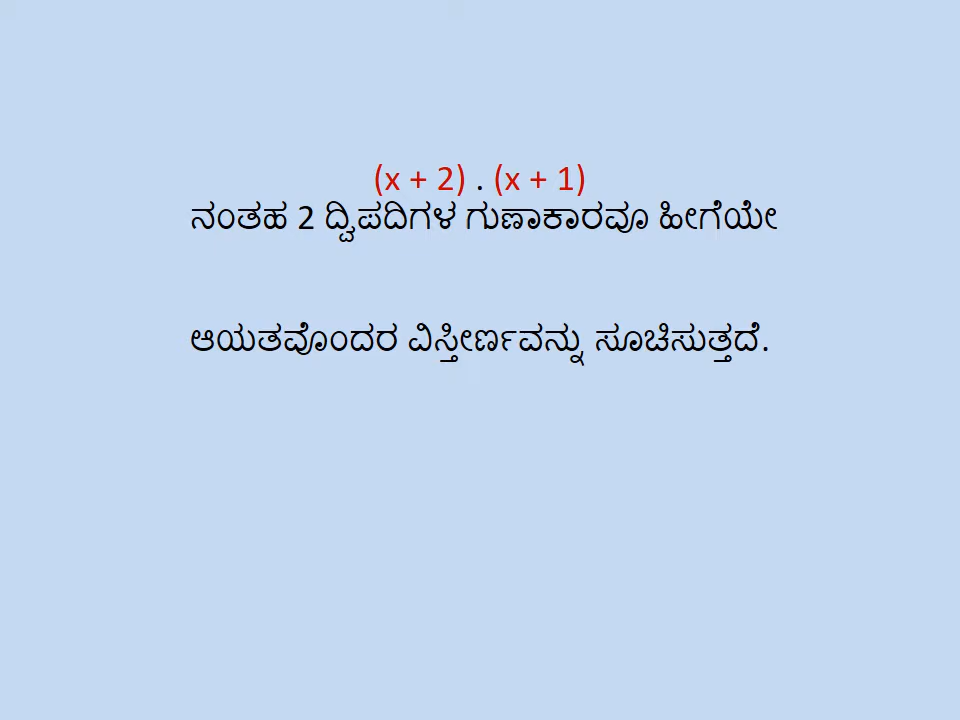 (x + 2) . (x + 1)
ನಂತಹ 2 ದ್ವಿಪದಿಗಳ ಗುಣಾಕಾರವೂ ಹೀಗೆಯೇ
ಆಯತವೊಂದರ ವಿಸ್ತೀರ್ಣವನ್ನು ಸೂಚಿಸುತ್ತದೆ.